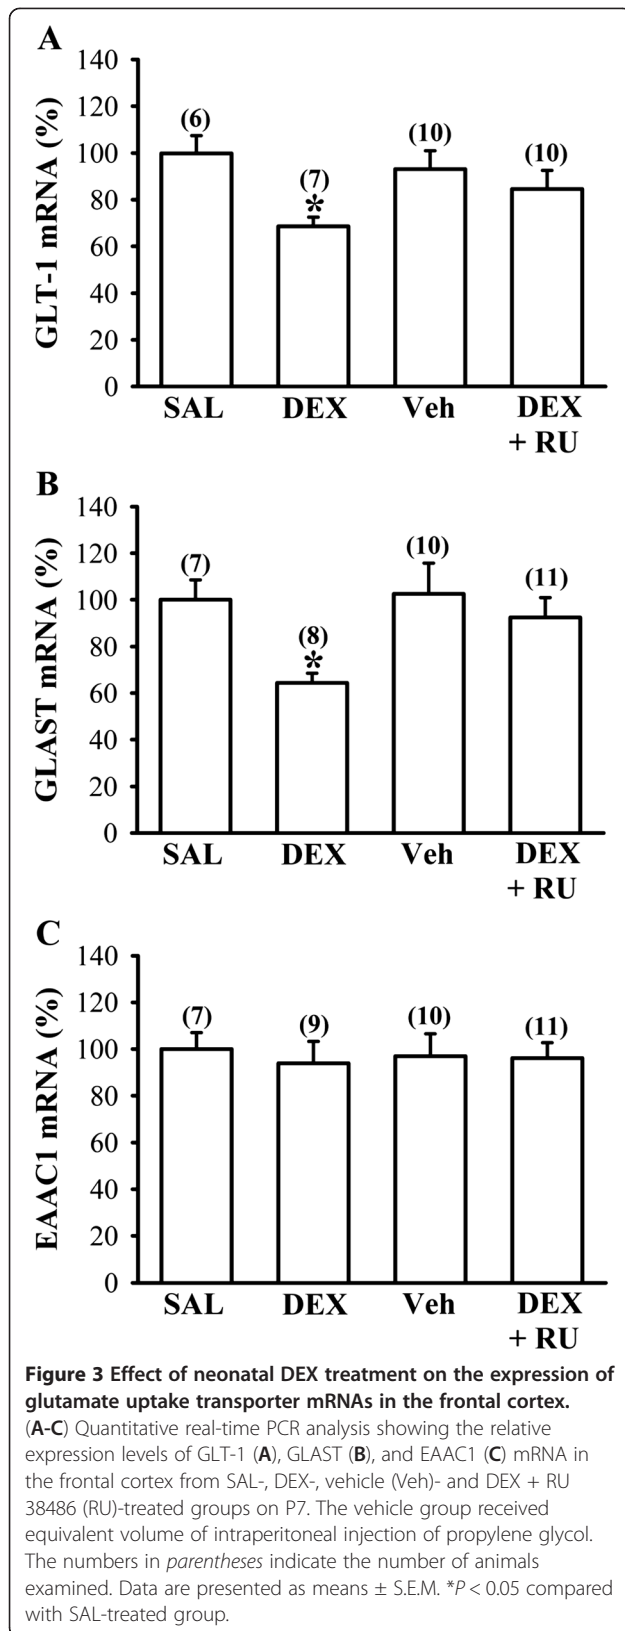 A
GLT-1 mRNA (%)
140
120
100
80
60
40
20
0
(6)
(7)
*
(10)
(10)
SAL DEX Veh DEX
+ RU
B
GLAST mRNA (%)
140
120
100
80
60
40
20
0
(7)
(8)
*
(10)
(11)
SAL DEX Veh DEX
+ RU
C
EAAC1 mRNA (%)
140
120
100
80
60
40
20
0
(7)
(9)
(10)
(11)
SAL DEX Veh DEX
+ RU
Figure 3 Effect of neonatal DEX treatment on the expression of
glutamate uptake transporter mRNAs in the frontal cortex.
(A-C) Quantitative real-time PCR analysis showing the relative
expression levels of GLT-1 (A), GLAST (B), and EAAC1 (C) mRNA in
the frontal cortex from SAL-, DEX-, vehicle (Veh)- and DEX + RU
38486 (RU)-treated groups on P7. The vehicle group received
equivalent volume of intraperitoneal injection of propylene glycol.
The numbers in parentheses indicate the number of animals
examined. Data are presented as means ± S.E.M. *P < 0.05 compared
with SAL-treated group.